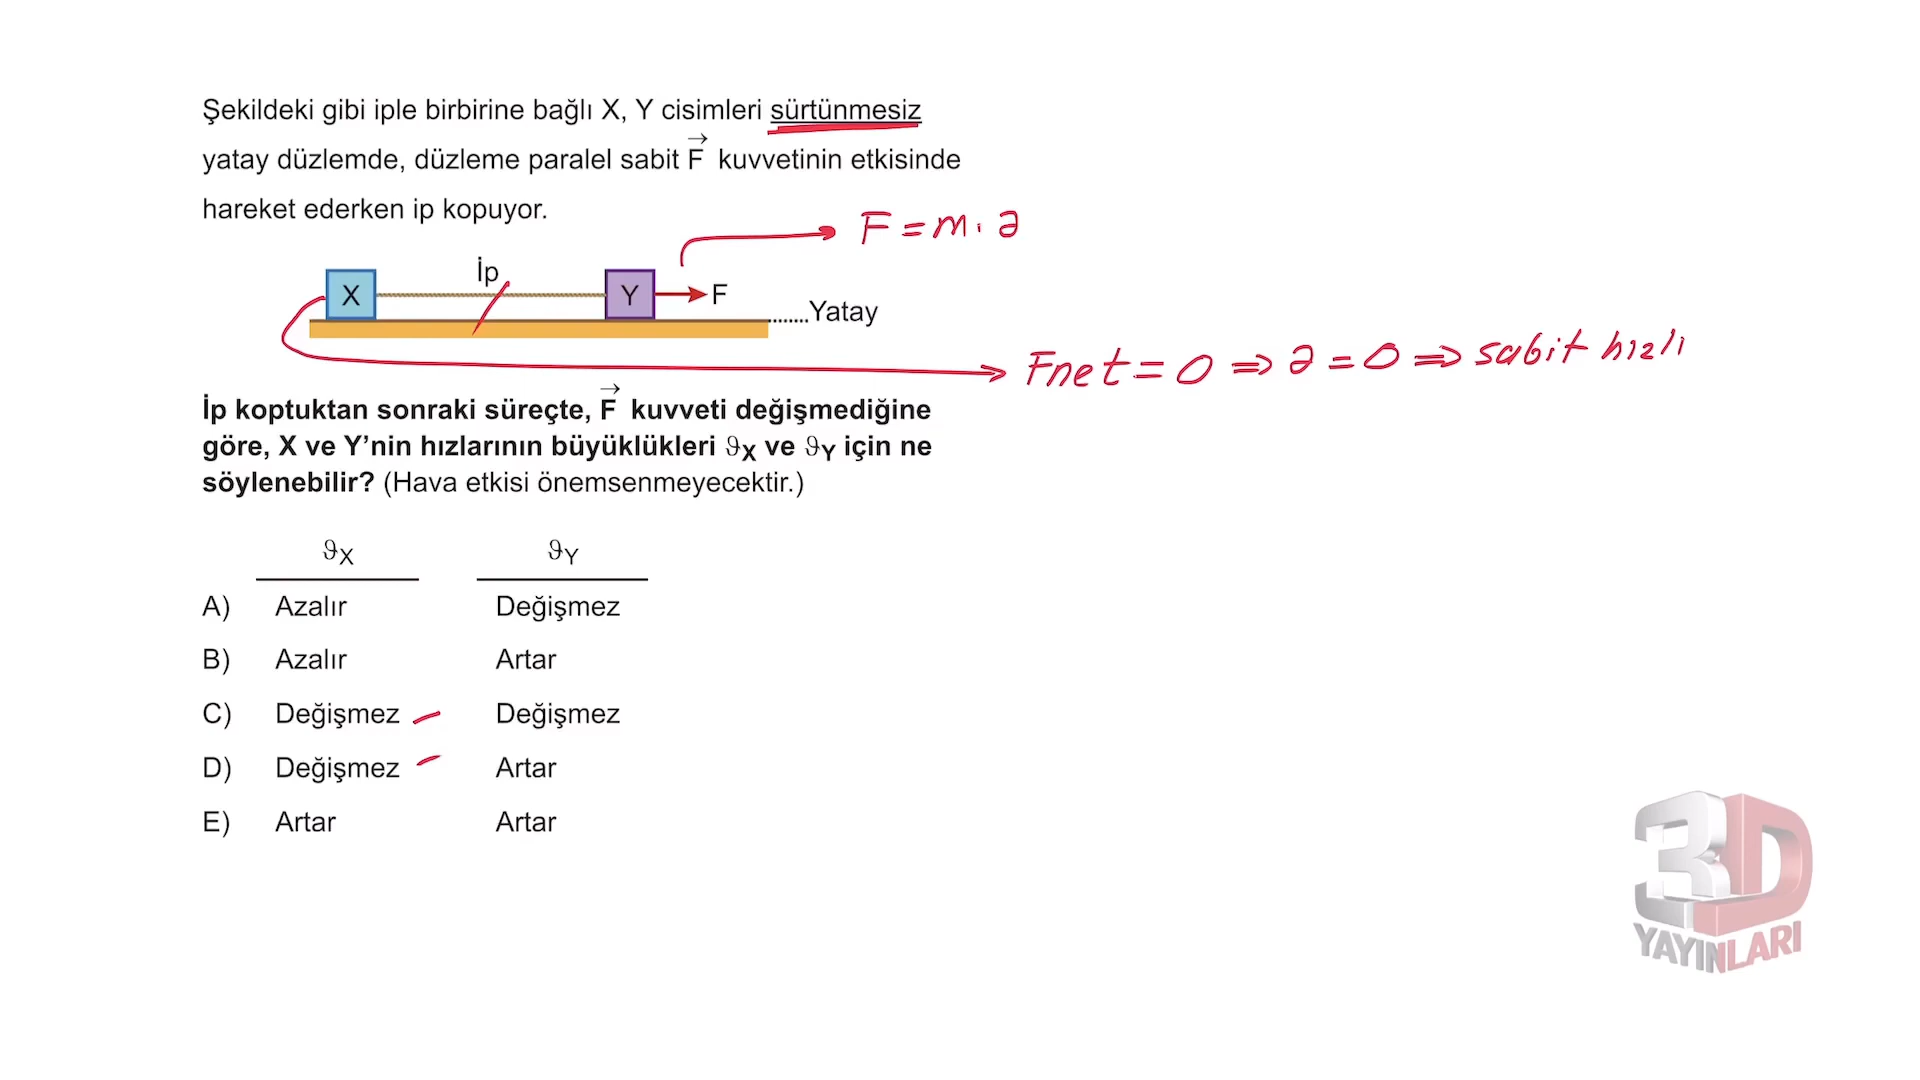 Şekildeki gibi iple birbirine bağlı X, Y cisimleri sürtünmesiz
yatay düzlemde, düzleme paralel sabit F kuvvetinin etkisinde
hareket ederken ip kopuyor.
F = m . a
İp
X
Y
F
Yatay
Fnet = 0 ⇒ a = 0 ⇒ sabit hızlı
İp koptuktan sonraki süreçte, F kuvveti değişmediğine
göre, X ve Y'nin hızlarının büyüklükleri ϑX ve ϑY için ne
söylenebilir? (Hava etkisi önemsenmeyecektir.)
ϑX ϑY
A) Azalır Değişmez
B) Azalır Artar
C) Değişmez Değişmez
D) Değişmez Artar
E) Artar Artar
3D
YAYINLARI